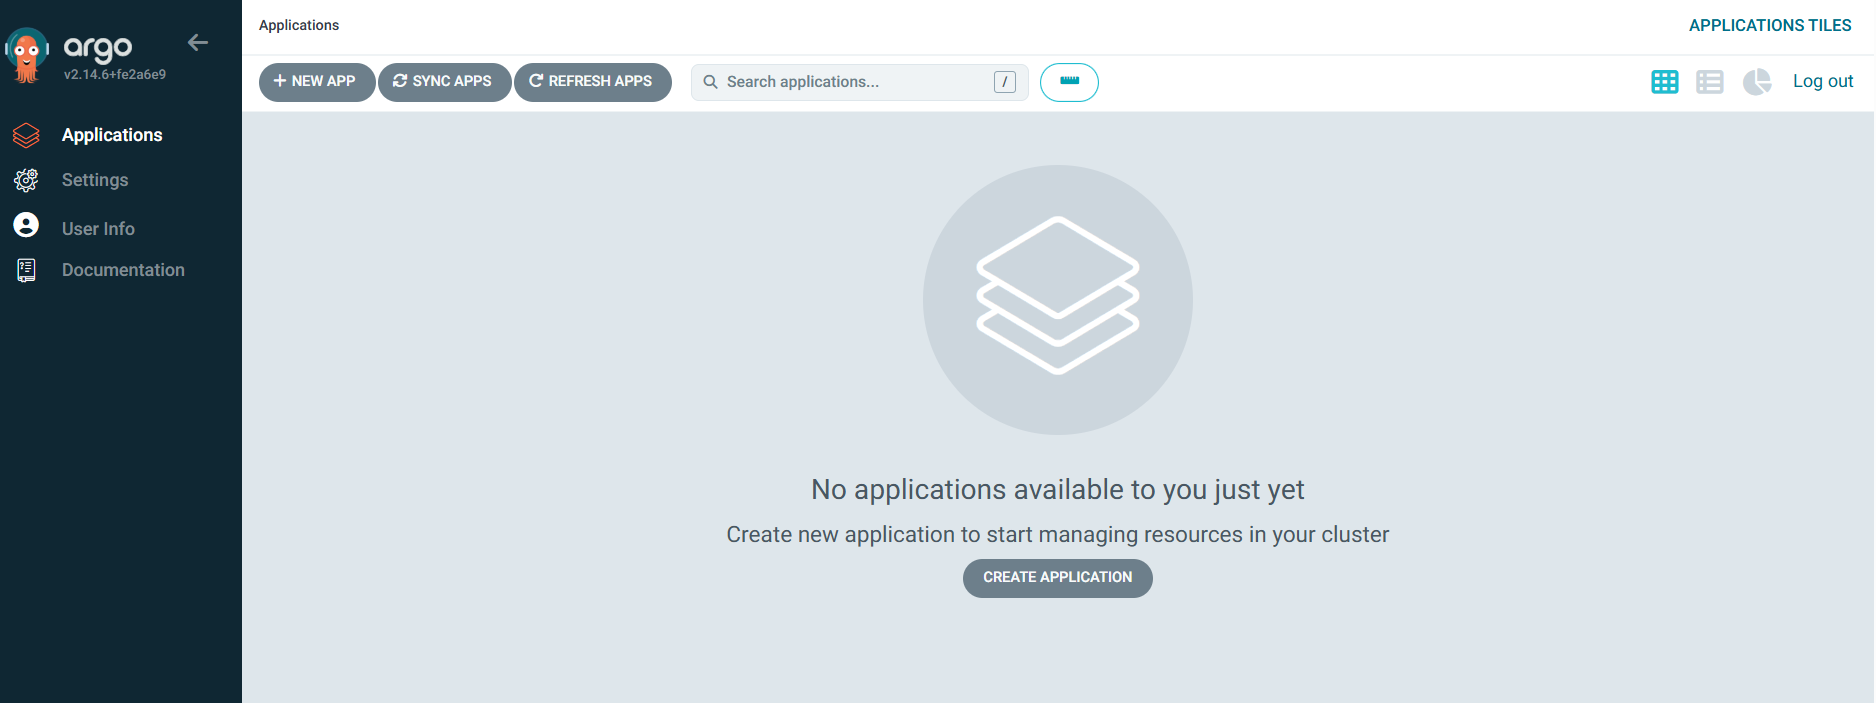 argo
v2.14.6+fe2a6e9
Applications
Settings
User Info
Documentation
Applications
APPLICATIONS TILES
NEW APP
SYNC APPS
REFRESH APPS
Search applications...
/
Log out
No applications available to you just yet
Create new application to start managing resources in your cluster
CREATE APPLICATION